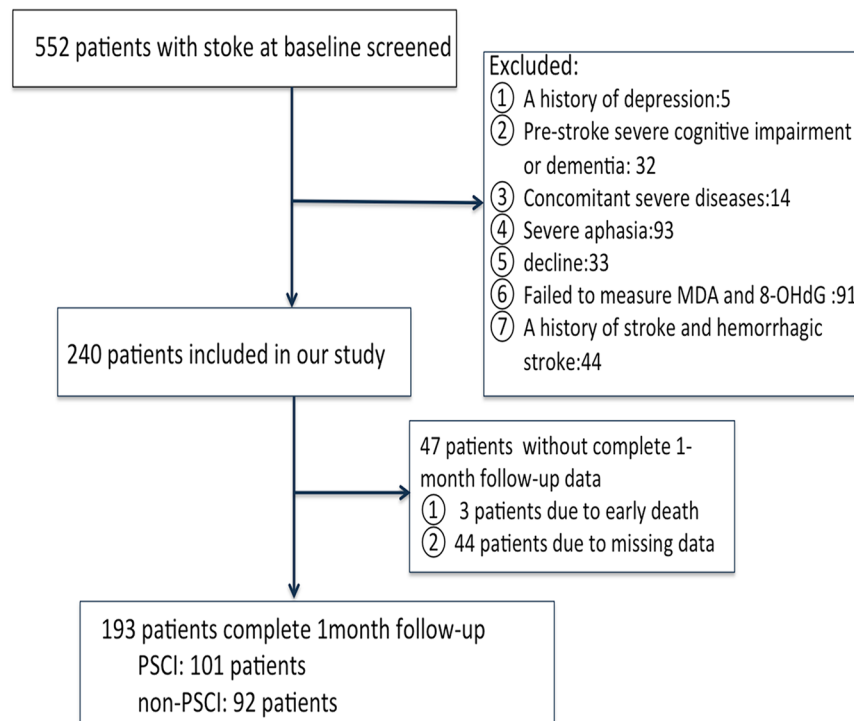 552 patients with stoke at baseline screened
Excluded:
① A history of depression:5
② Pre-stroke severe cognitive impairment
or dementia: 32
③ Concomitant severe diseases:14
④ Severe aphasia:93
⑤ decline:33
⑥ Failed to measure MDA and 8-OHdG :91
⑦ A history of stroke and hemorrhagic
stroke:44
240 patients included in our study
47 patients without complete 1-
month follow-up data
① 3 patients due to early death
② 44 patients due to missing data
193 patients complete 1month follow-up
PSCI: 101 patients
non-PSCI: 92 patients